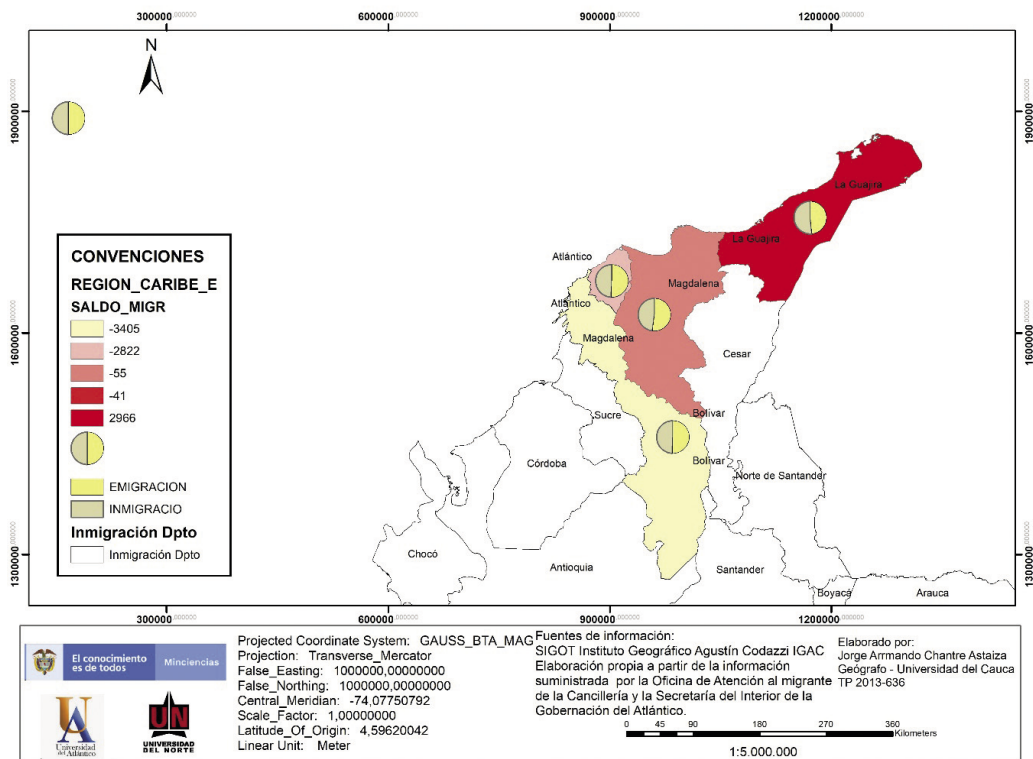 300000,000000
600000,000000
900000,000000
1200000,000000
N
1900000,000000
1900000,000000
1600000,000000
1600000,000000
1300000,000000
1300000,000000
La Guajira
La Guajira
Atlántico
Magdalena
Atlántico
Magdalena
Cesar
Sucre
Bolívar
Córdoba
Bolívar
Norte de Santander
Chocó
Antioquia
Santander
Boyacá
Arauca
CONVENCIONES
REGION_CARIBE_E
SALDO_MIGR
-3405
-2822
-55
-41
2966
EMIGRACION
INMIGRACIO
Inmigración Dpto
Inmigración Dpto
300000,000000
600000,000000
900000,000000
1200000,000000
El conocimiento
es de todos
Minciencias
Universidad
del Atlántico
UN
UNIVERSIDAD
DEL NORTE
Projected Coordinate System: GAUSS_BTA_MAG
Projection: Transverse_Mercator
False_Easting: 1000000,00000000
False_Northing: 1000000,00000000
Central_Meridian: -74,07750792
Scale_Factor: 1,00000000
Latitude_Of_Origin: 4,59620042
Linear Unit: Meter
Fuentes de información:
SIGOT Instituto Geográfico Agustín Codazzi IGAC
Elaboración propia a partir de la información
suministrada por la Oficina de Atención al migrante
de la Cancillería y la Secretaría del Interior de la
Gobernación del Atlántico.
0 45 90 180 270 360
Kilometers
1:5.000.000
Elaborado por:
Jorge Arrmando Chantre Astaiza
Geógrafo - Universidad del Cauca
TP 2013-636